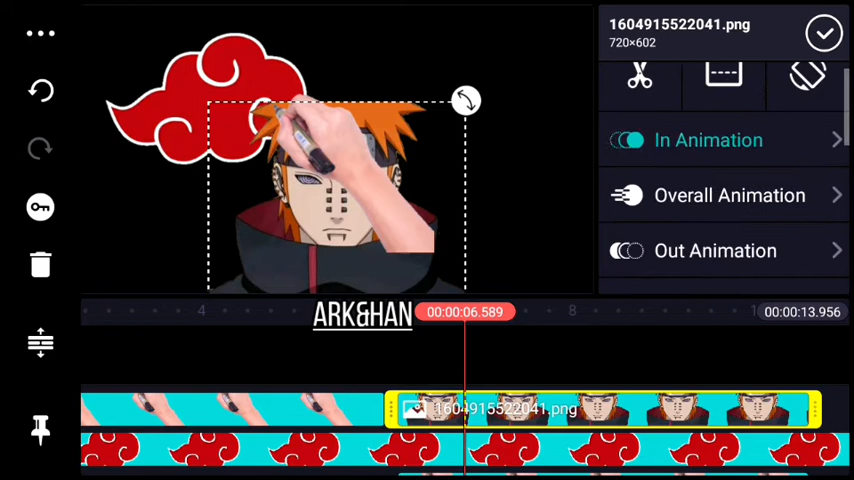 1604915522041.png
720×602
In Animation
Overall Animation
Out Animation
4
ARK&HAN
00:00:06.589
8
00:00:13.956
1604915522041.png